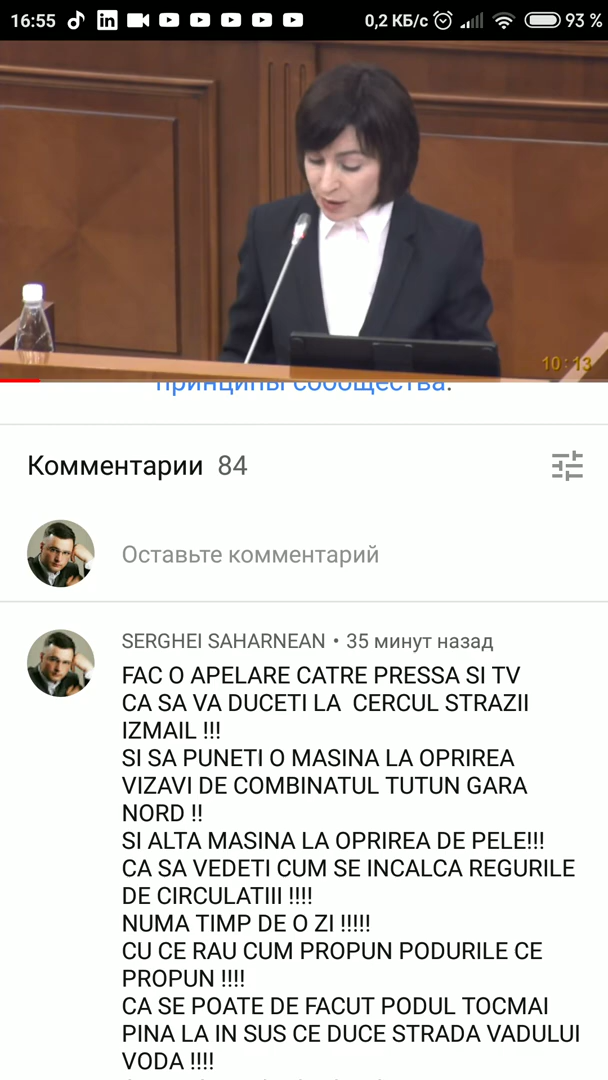 16:55 0,2 КБ/с 93 %
10:13
принципы сообщества.
Комментарии 84
Оставьте комментарий
SERGHEI SAHARNEAN • 35 минут назад
FAC O APELARE CATRE PRESSA SI TV
CA SA VA DUCETI LA CERCUL STRAZII
IZMAIL !!!
SI SA PUNETI O MASINA LA OPRIREA
VIZAVI DE COMBINATUL TUTUN GARA
NORD !!
SI ALTA MASINA LA OPRIREA DE PELE!!!
CA SA VEDETI CUM SE INCALCA REGURILE
DE CIRCULATIII !!!!
NUMA TIMP DE O ZI !!!!!
CU CE RAU CUM PROPUN PODURILE CE
PROPUN !!!!
CA SE POATE DE FACUT PODUL TOCMAI
PINA LA IN SUS CE DUCE STRADA VADULUI
VODA !!!!